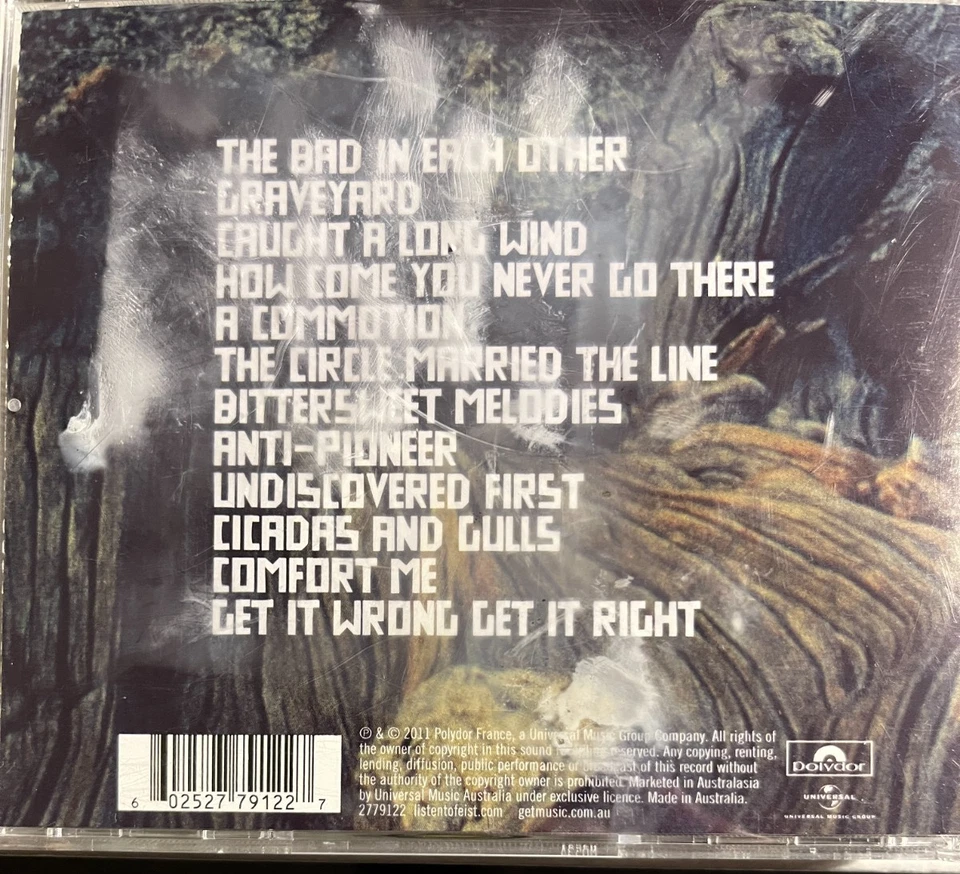 THE BAD IN EACH OTHER
GRAVEYARD
CAUGHT A LONG WIND
HOW COME YOU NEVER GO THERE
A COMMOTION
THE CIRCLE MARRIED THE LINE
BITTERSWEET MELODIES
ANTI-PIONEER
UNDISCOVERED FIRST
CICADAS AND GULLS
COMFORT ME
GET IT WRONG GET IT RIGHT
℗ & © 2011 Polydor France, a Universal Music Group Company. All rights of
the owner of copyright in this sound recording reserved. Any copying, renting,
lending, diffusion, public performance or broadcast of this record without
the authority of the copyright owner is prohibited. Marketed in Australasia
by Universal Music Australia under exclusive licence. Made in Australia.
2779122 listentofeist.com getmusic.com.au
6 02527 79122 7
polydor
UNIVERSAL
UNIVERSAL MUSIC GROUP